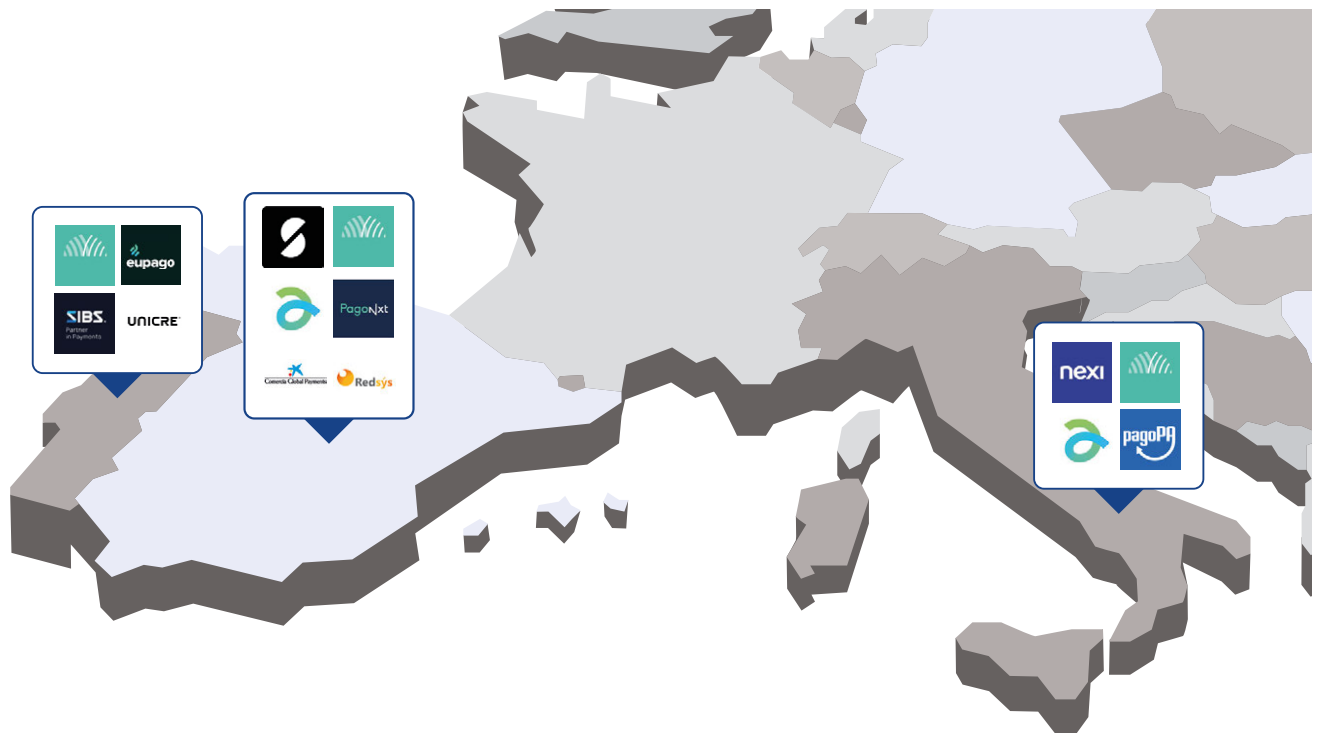 eupago
SIBS
Partner
in Payments
UNICRE
PagoNxt
Comercia Global Payments
Redsys
nexi
pagoPA